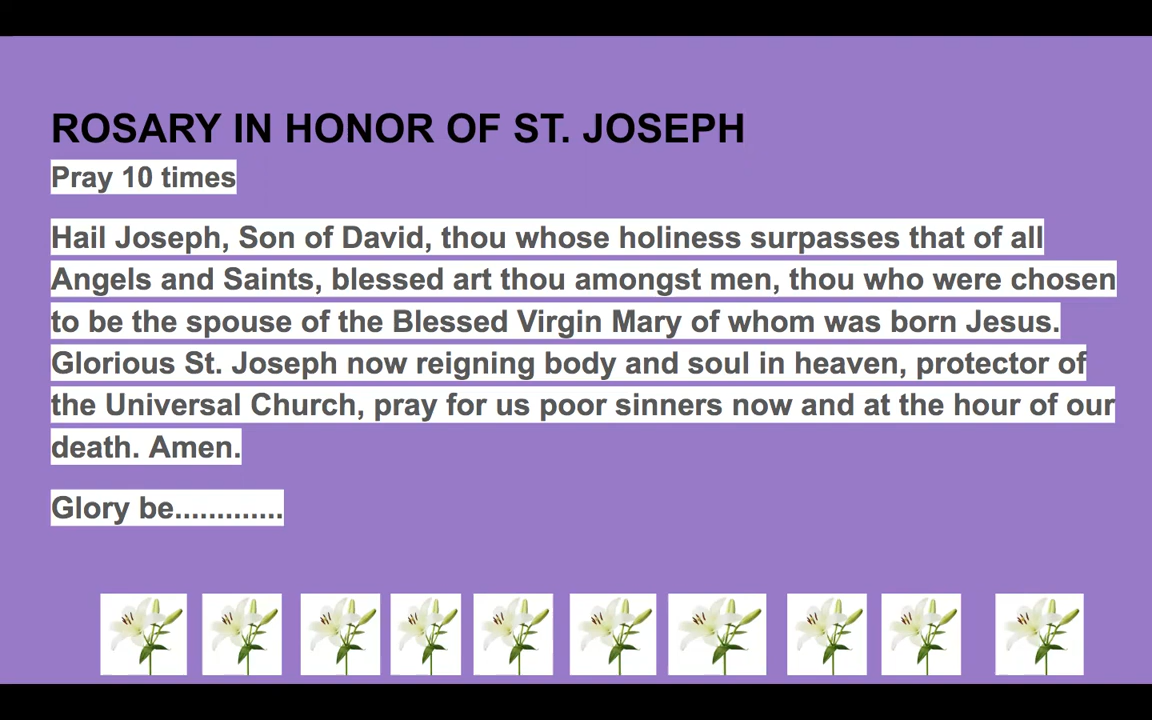 ROSARY IN HONOR OF ST. JOSEPH
Pray 10 times
Hail Joseph, Son of David, thou whose holiness surpasses that of all
Angels and Saints, blessed art thou amongst men, thou who were chosen
to be the spouse of the Blessed Virgin Mary of whom was born Jesus.
Glorious St. Joseph now reigning body and soul in heaven, protector of
the Universal Church, pray for us poor sinners now and at the hour of our
death. Amen.
Glory be.............